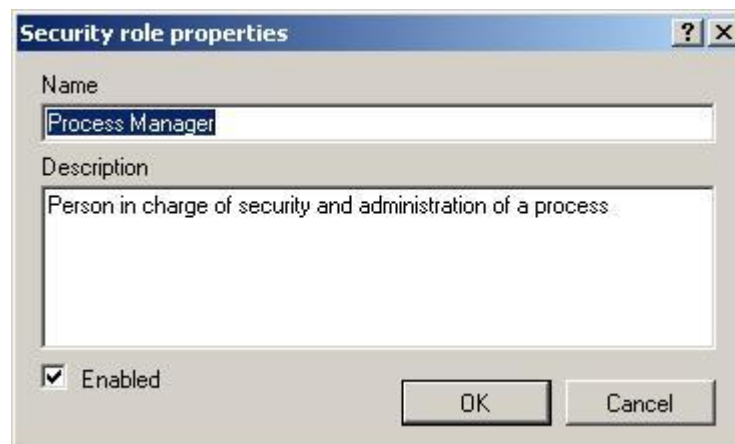 Security role properties
Name
Process Manager
Description
Person in charge of security and administration of a process
Enabled
OK Cancel